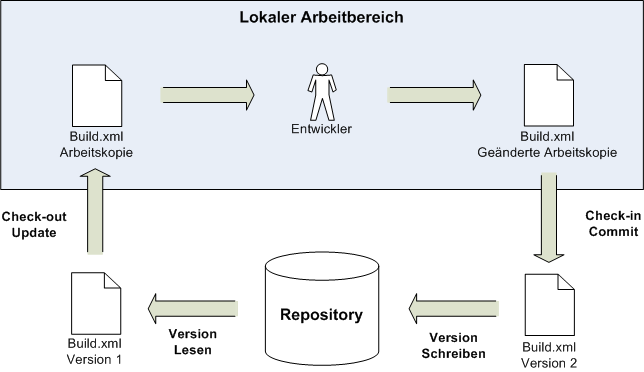 Lokaler Arbeitbereich
Build.xml
Arbeitskopie
Entwickler
Build.xml
Geänderte Arbeitskopie
Check-out
Update
Check-in
Commit
Build.xml
Version 1
Version
Lesen
Repository
Version
Schreiben
Build.xml
Version 2